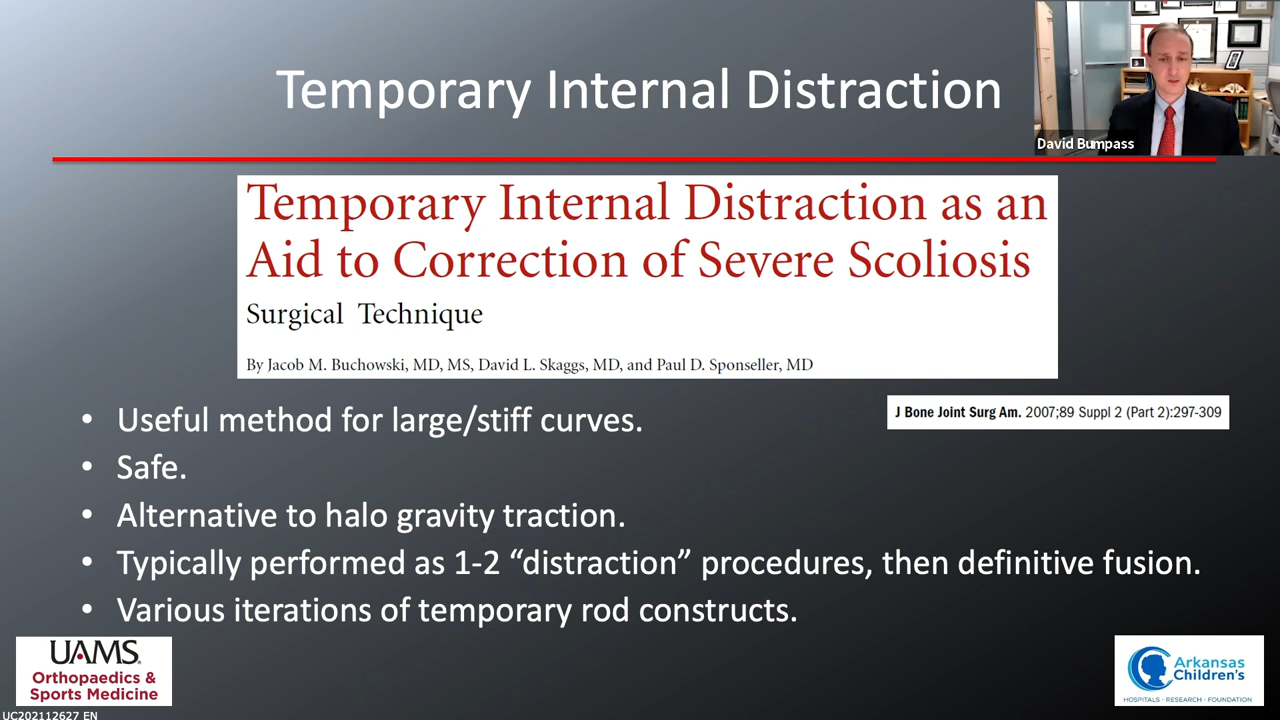 Temporary Internal Distraction
David Bumpass
Temporary Internal Distraction as an
Aid to Correction of Severe Scoliosis
Surgical Technique
By Jacob M. Buchowski, MD, MS, David L. Skaggs, MD, and Paul D. Sponseller, MD
J Bone Joint Surg Am. 2007;89 Suppl 2 (Part 2):297-309
• Useful method for large/stiff curves.
• Safe.
• Alternative to halo gravity traction.
• Typically performed as 1-2 “distraction” procedures, then definitive fusion.
• Various iterations of temporary rod constructs.
UAMS®
Orthopaedics &
Sports Medicine
Arkansas
Children's
HOSPITALS · RESEARCH · FOUNDATION
UC202112627_EN